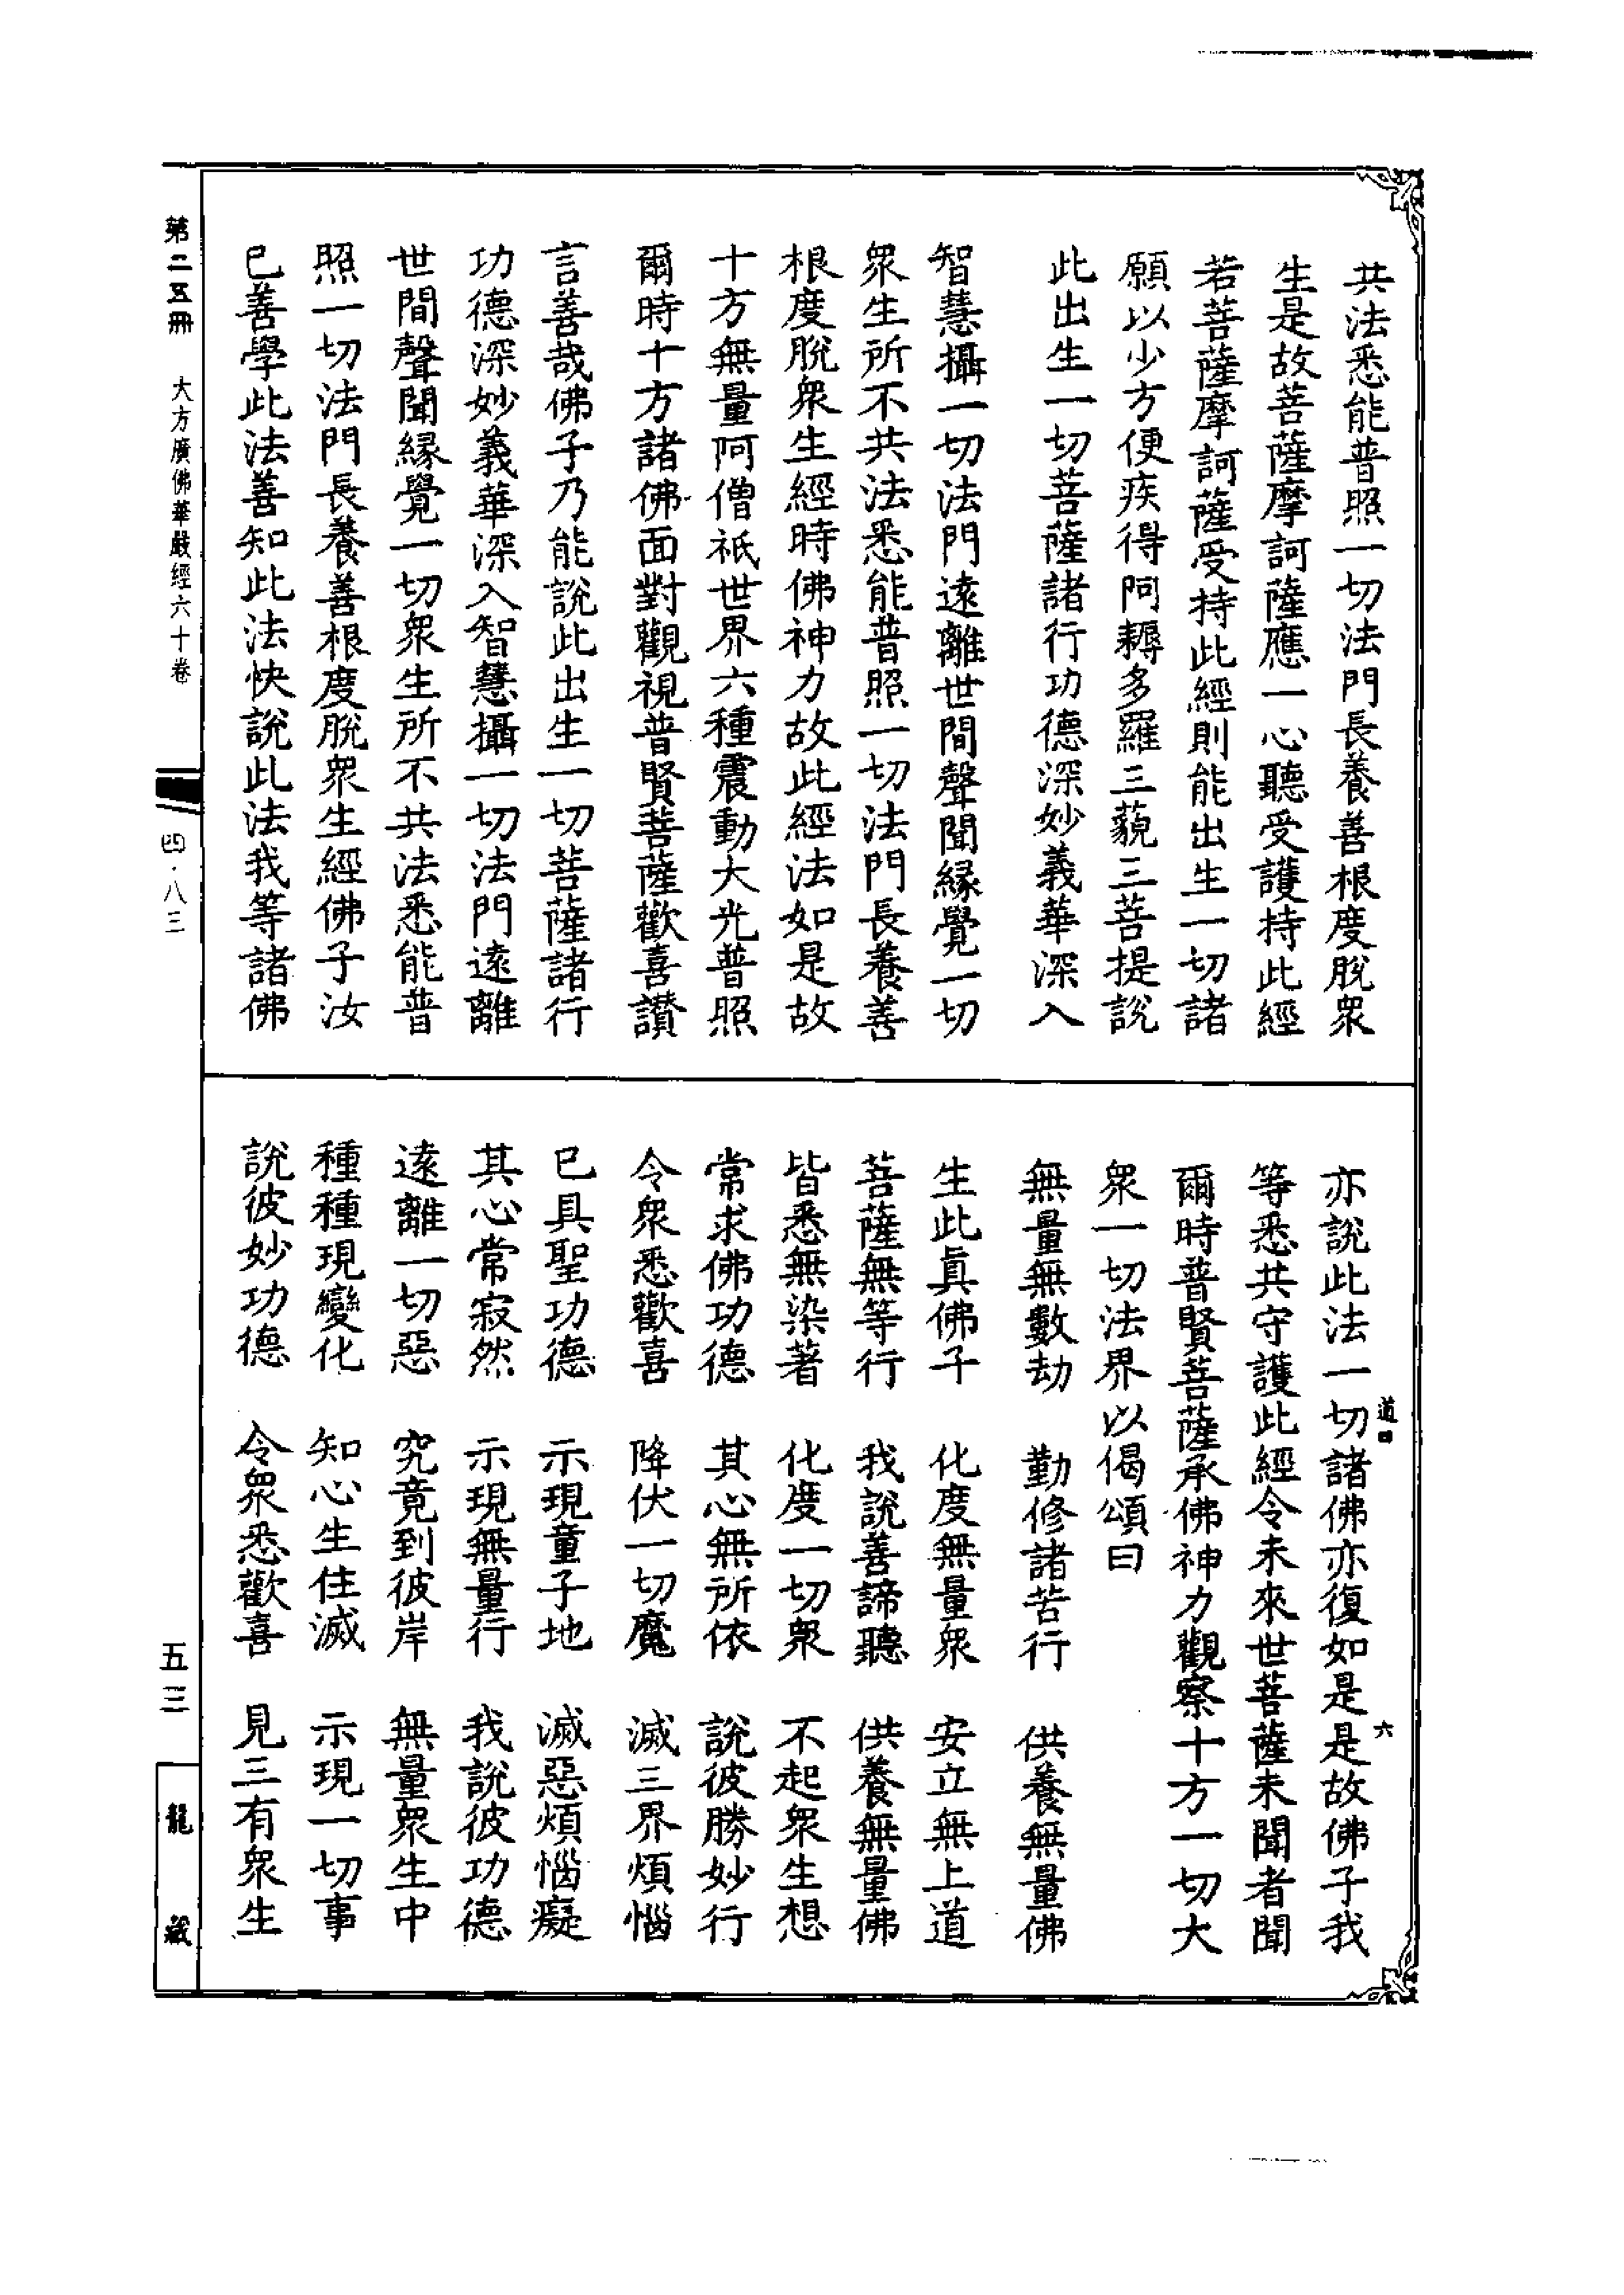 共法悉能普照一切法門長養善根度脫衆
生是故菩薩摩訶薩應一心聽受護持此經
若菩薩摩訶薩受持此經則能出生一切諸
願以少方便疾得阿耨多羅三藐三菩提說
此出生一切菩薩諸行功德深妙義華深入
智慧攝一切法門遠離世間聲聞緣覺一切
衆生所不共法悉能普照一切法門長養善
根度脫衆生經時佛神力故此經法如是故
十方無量阿僧祇世界六種震動大光普照
爾時十方諸佛面對觀視普賢菩薩歡喜讚
言善哉佛子乃能說此出生一切菩薩諸行
功德深妙義華深入智慧攝一切法門遠離
世間聲聞緣覺一切衆生所不共法悉能普
照一切法門長養善根度脫衆生經佛子汝
已善學此法善知此法快說此法我等諸佛
亦說此法一切諸佛亦復如是是故佛子我
道四 六
等悉共守護此經令未來世菩薩未聞者聞
爾時普賢菩薩承佛神力觀察十方一切大
衆一切法界以偈頌曰
無量無數劫 勤修諸苦行 供養無量佛
生此眞佛子 化度無量衆 安立無上道
菩薩無等行 我說善諦聽 供養無量佛
皆悉無染著 化度一切衆 不起衆生想
常求佛功德 其心無所依 說彼勝妙行
令衆悉歡喜 降伏一切魔 滅三界煩惱
已具聖功德 示現童子地 滅惡煩惱癡
其心常寂然 示現無量行 我說彼功德
遠離一切惡 究竟到彼岸 無量衆生中
種種現變化 知心生住滅 示現一切事
說彼妙功德 令衆悉歡喜 見三有衆生
第二五冊 大方廣佛華嚴經六十卷 四·八三 五三 龍藏